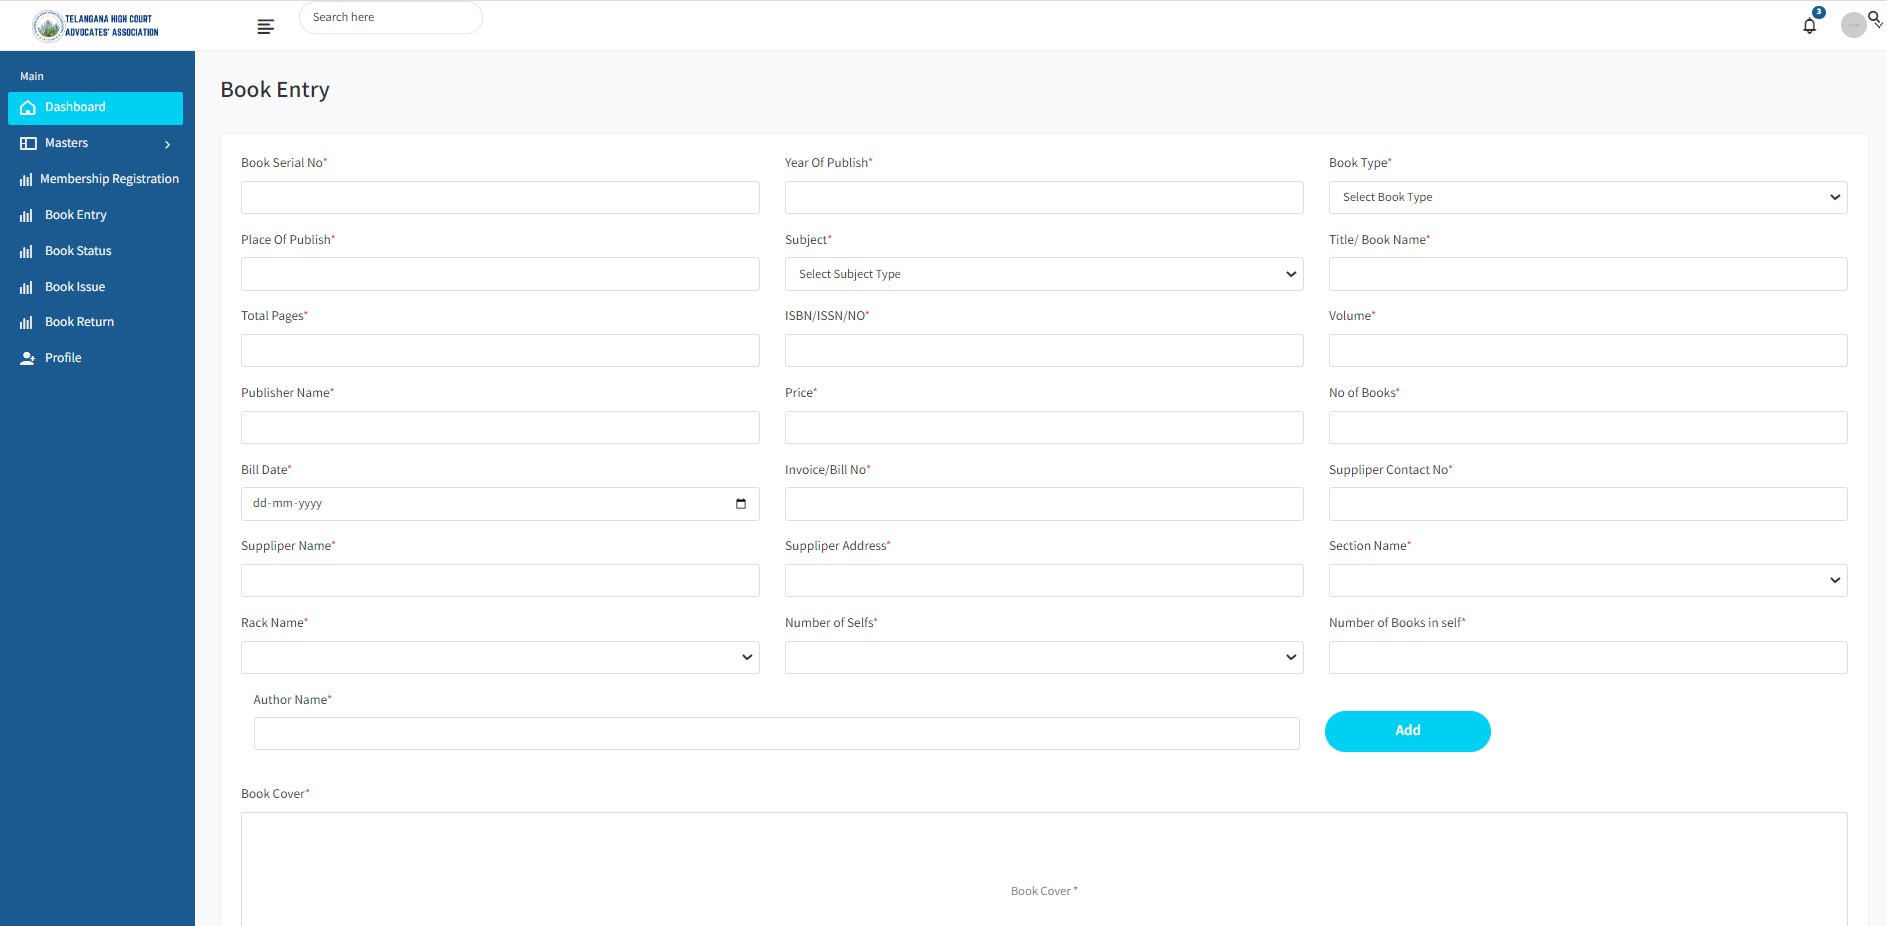 TELANGANA HIGH COURT
ADVOCATES' ASSOCIATION
Search here
3
Main
Dashboard
Masters
Membership Registration
Book Entry
Book Status
Book Issue
Book Return
Profile
Book Entry
Book Serial No* Year Of Publish* Book Type*
Select Book Type
Place Of Publish* Subject* Title/ Book Name*
Select Subject Type
Total Pages* ISBN/ISSN/NO* Volume*
Publisher Name* Price* No of Books*
Bill Date* Invoice/Bill No* Suppliper Contact No*
dd-mm-yyyy
Suppliper Name* Suppliper Address* Section Name*
Rack Name* Number of Selfs* Number of Books in self*
Author Name*
Add
Book Cover*
Book Cover *